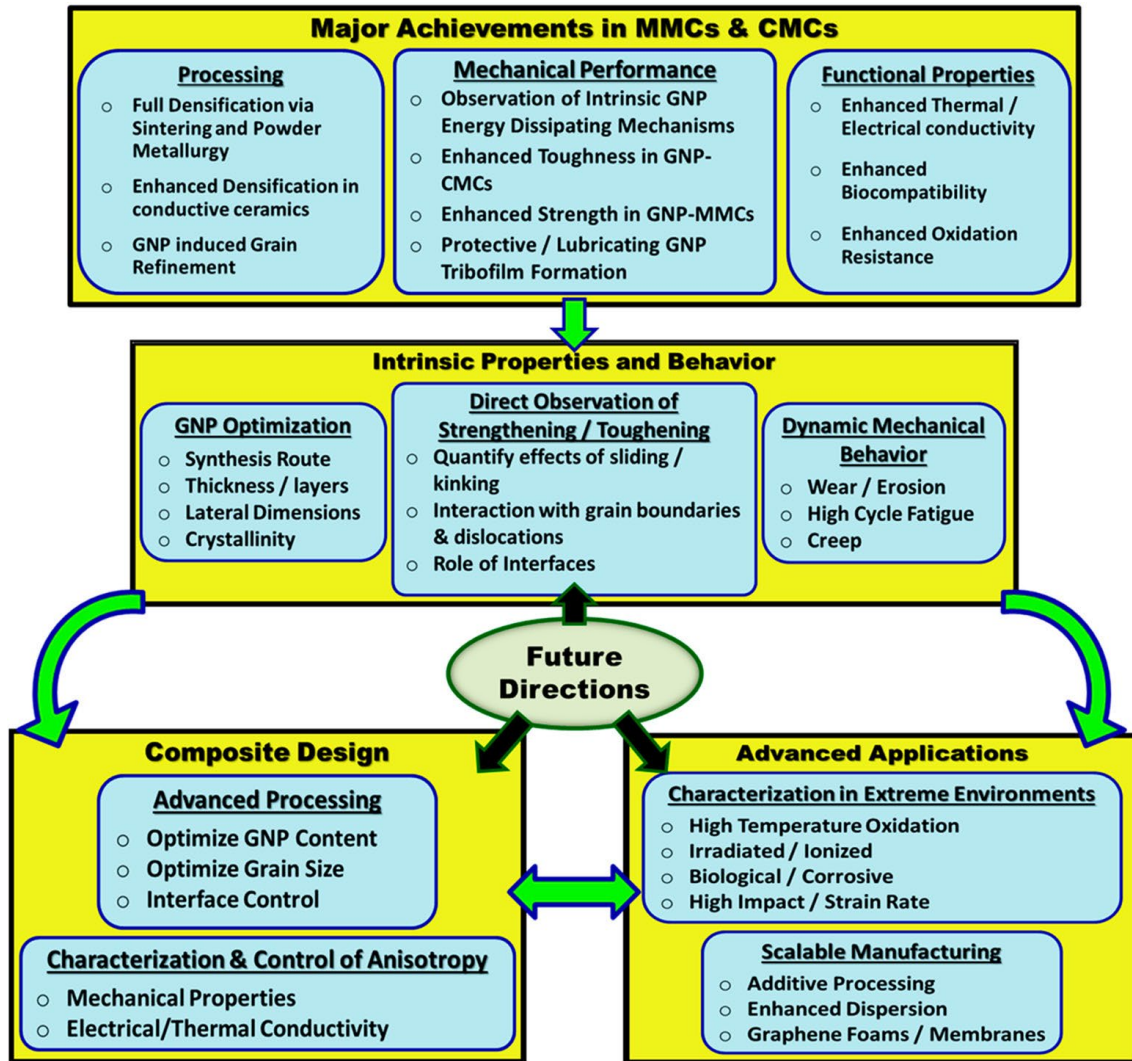 Major Achievements in MMCs & CMCs
Processing
○ Full Densification via
Sintering and Powder
Metallurgy
○ Enhanced Densification in
conductive ceramics
○ GNP induced Grain
Refinement
Mechanical Performance
○ Observation of Intrinsic GNP
Energy Dissipating Mechanisms
○ Enhanced Toughness in GNP-
CMCs
○ Enhanced Strength in GNP-MMCs
○ Protective / Lubricating GNP
Tribofilm Formation
Functional Properties
○ Enhanced Thermal /
Electrical conductivity
○ Enhanced
Biocompatibility
○ Enhanced Oxidation
Resistance
Intrinsic Properties and Behavior
GNP Optimization
○ Synthesis Route
○ Thickness / layers
○ Lateral Dimensions
○ Crystallinity
Direct Observation of
Strengthening / Toughening
○ Quantify effects of sliding /
kinking
○ Interaction with grain boundaries
& dislocations
○ Role of Interfaces
Dynamic Mechanical
Behavior
○ Wear / Erosion
○ High Cycle Fatigue
○ Creep
Future
Directions
Composite Design
Advanced Processing
○ Optimize GNP Content
○ Optimize Grain Size
○ Interface Control
Characterization & Control of Anisotropy
○ Mechanical Properties
○ Electrical/Thermal Conductivity
Advanced Applications
Characterization in Extreme Environments
○ High Temperature Oxidation
○ Irradiated / Ionized
○ Biological / Corrosive
○ High Impact / Strain Rate
Scalable Manufacturing
○ Additive Processing
○ Enhanced Dispersion
○ Graphene Foams / Membranes